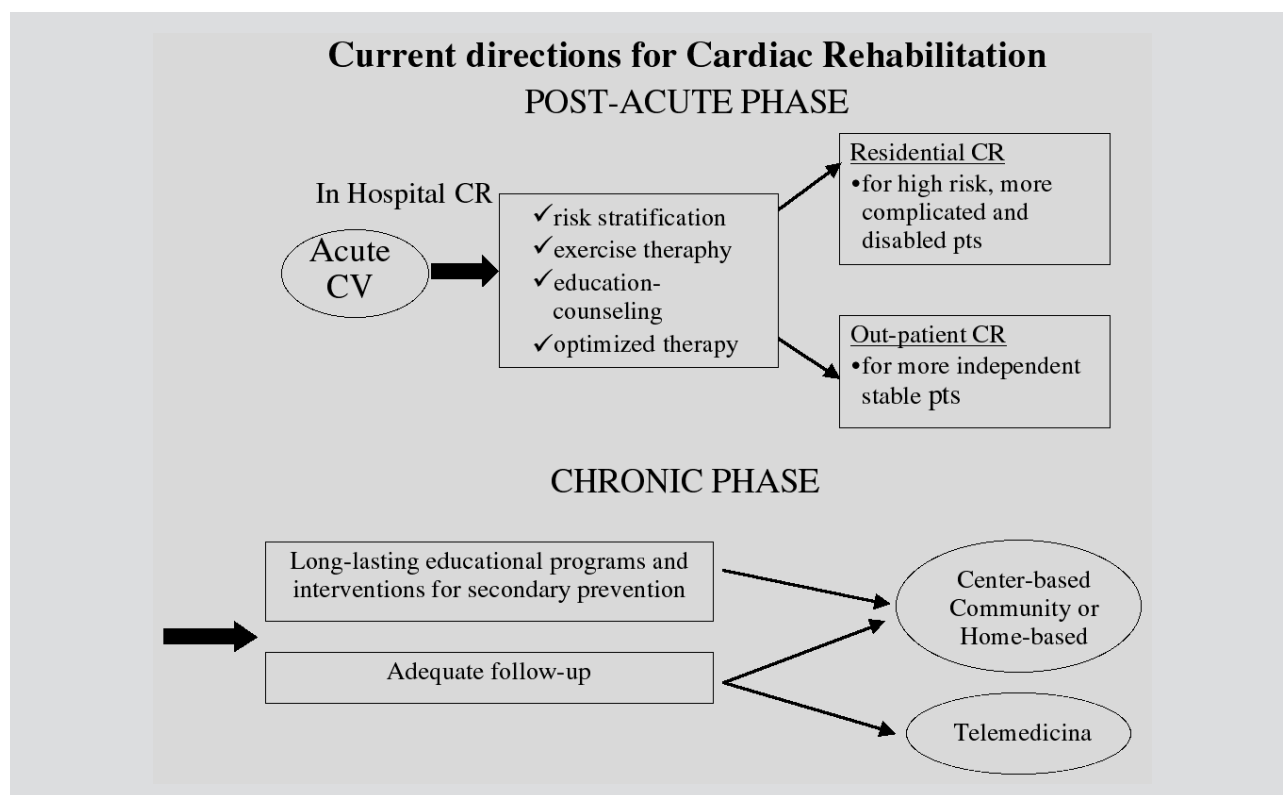 Current directions for Cardiac Rehabilitation
POST-ACUTE PHASE
In Hospital CR
Acute
CV
✓risk stratification
✓exercise theraphy
✓education-
counseling
✓optimized therapy
Residential CR
•for high risk, more
complicated and
disabled pts
Out-patient CR
•for more independent
stable pts
CHRONIC PHASE
Long-lasting educational programs and
interventions for secondary prevention
Adequate follow-up
Center-based
Community or
Home-based
Telemedicina